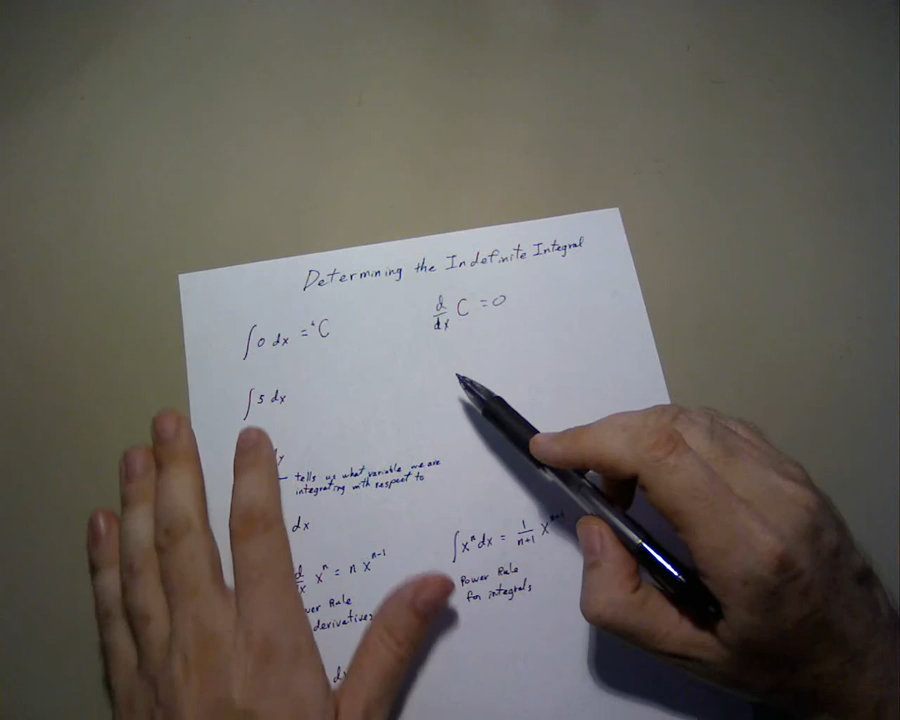 Determining the Indefinite Integral
∫ 0 dx = C
d/dx C = 0
∫ 5 dx
tells us what variable we are
integrating with respect to
dx
x^n = n x^(n-1)
∫ x^n dx = 1/(n+1) x^(n+1)
Rule
derivatives
Power Rule
for integrals